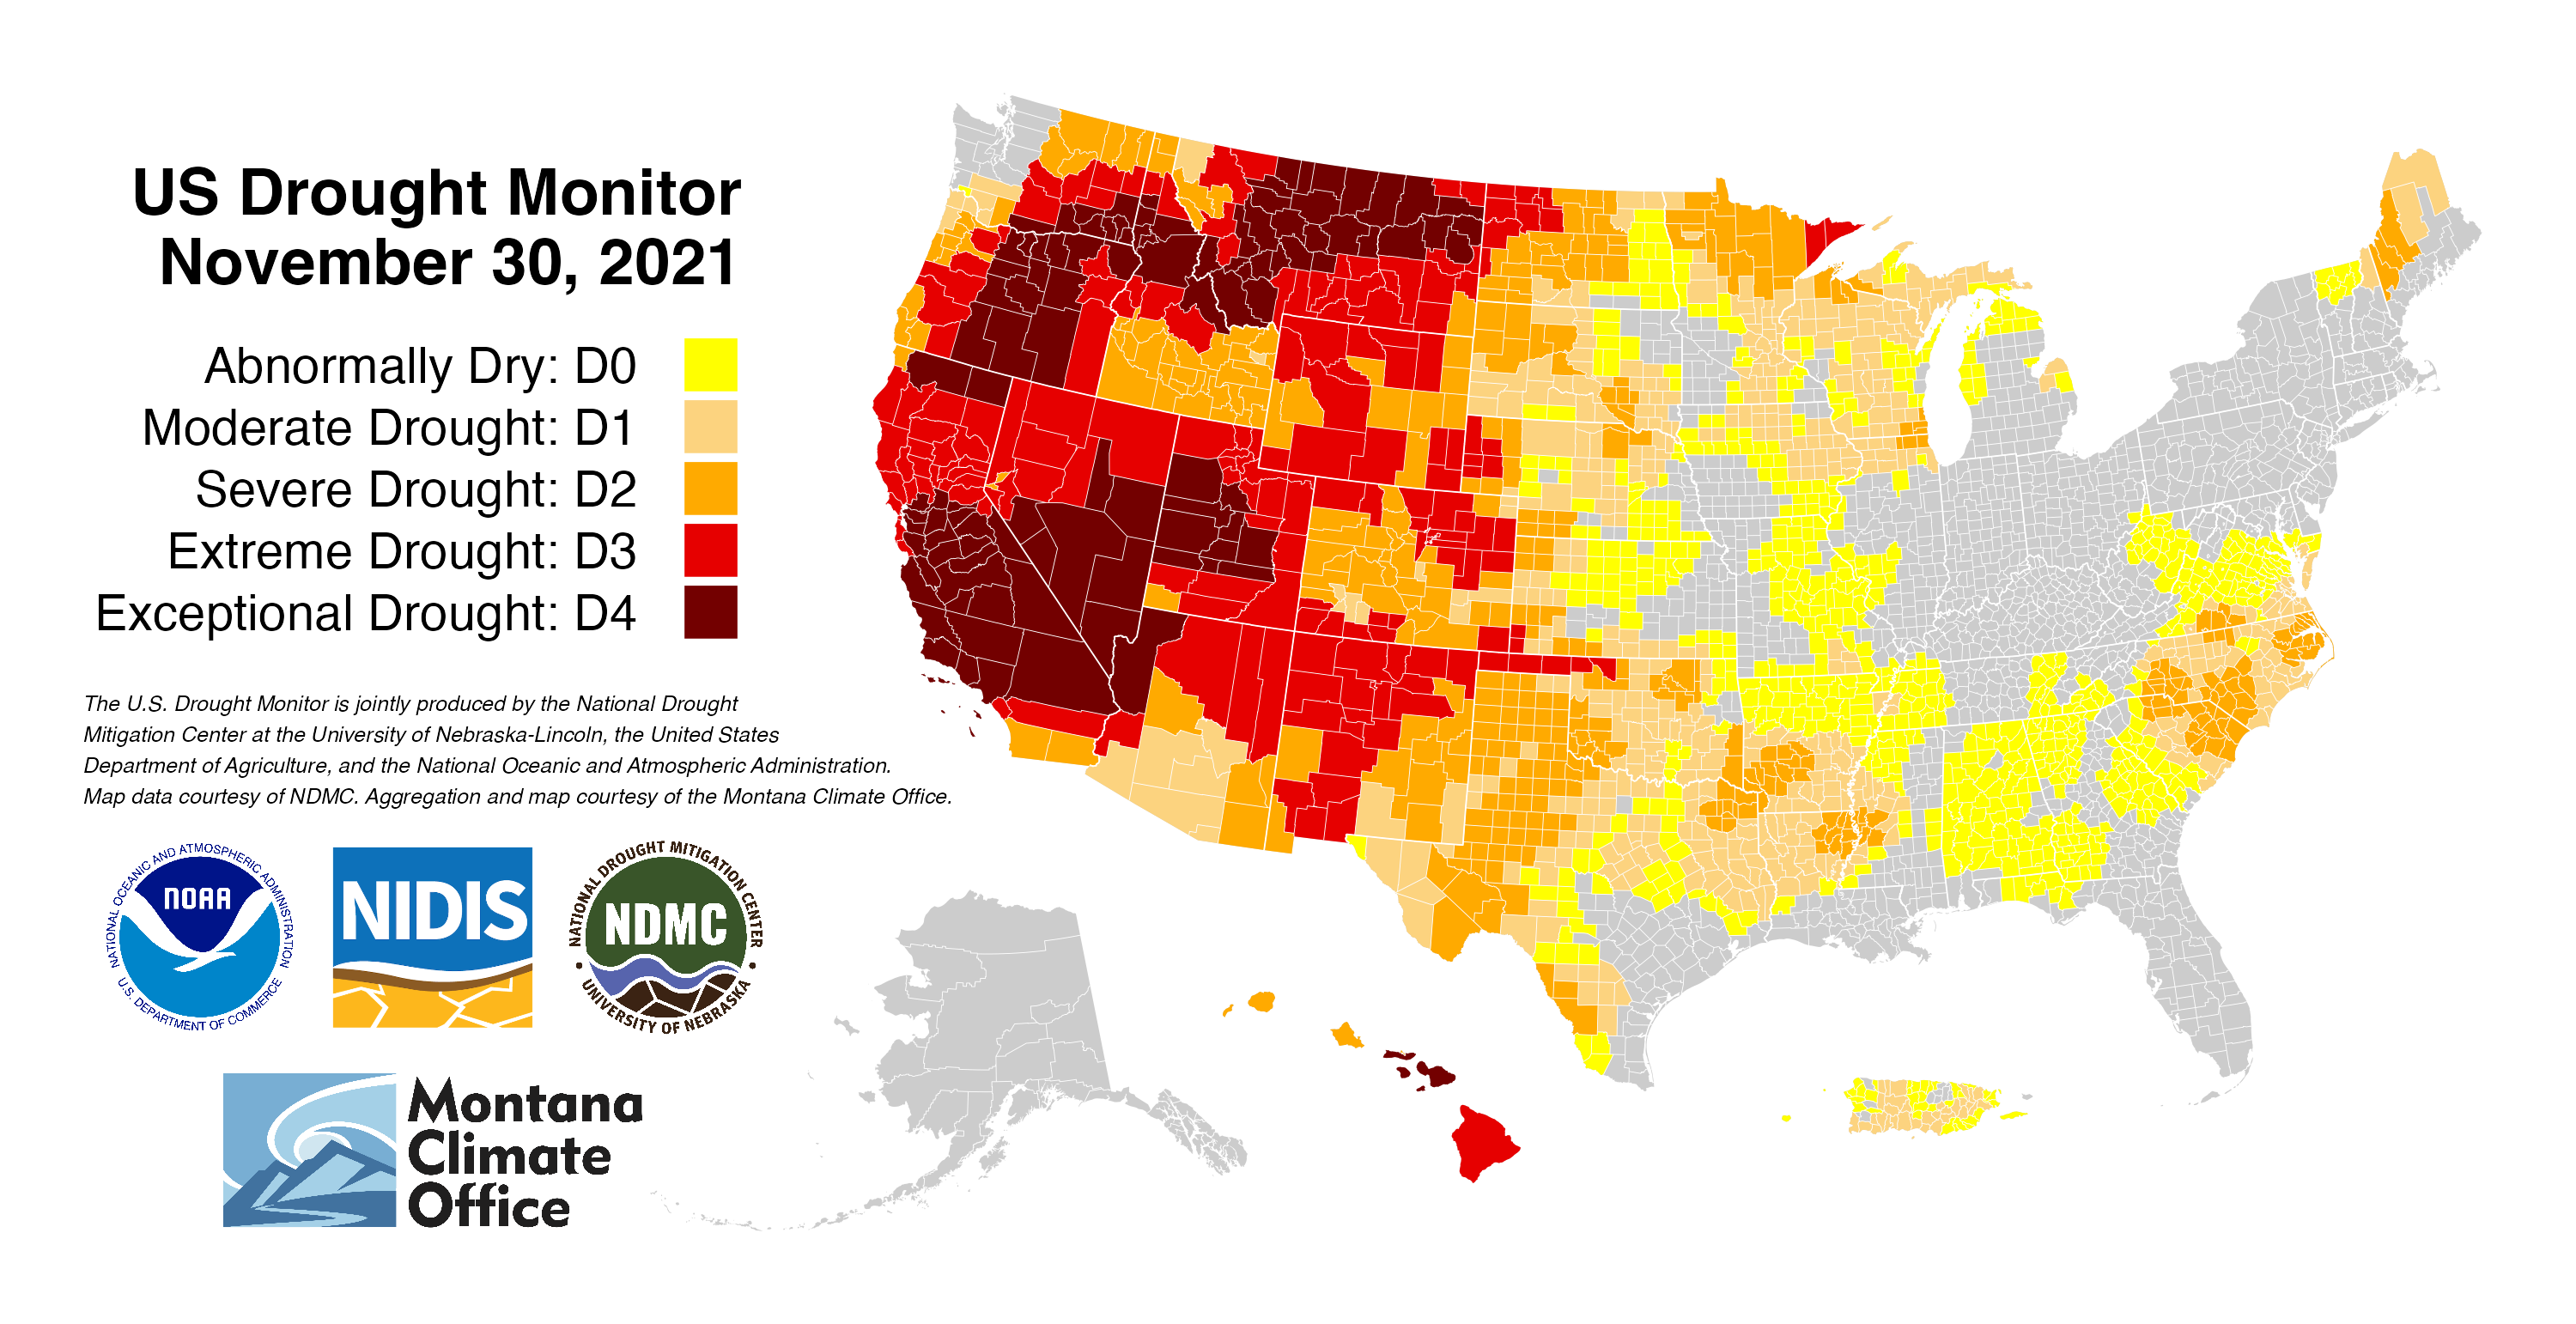 US Drought Monitor
November 30, 2021
Abnormally Dry: D0
Moderate Drought: D1
Severe Drought: D2
Extreme Drought: D3
Exceptional Drought: D4
The U.S. Drought Monitor is jointly produced by the National Drought
Mitigation Center at the University of Nebraska-Lincoln, the United States
Department of Agriculture, and the National Oceanic and Atmospheric Administration.
Map data courtesy of NDMC. Aggregation and map courtesy of the Montana Climate Office.
NATIONAL OCEANIC AND ATMOSPHERIC ADMINISTRATION
NOAA
U.S. DEPARTMENT OF COMMERCE
NIDIS
NATIONAL DROUGHT MITIGATION CENTER
NDMC
UNIVERSITY OF NEBRASKA
Montana
Climate
Office